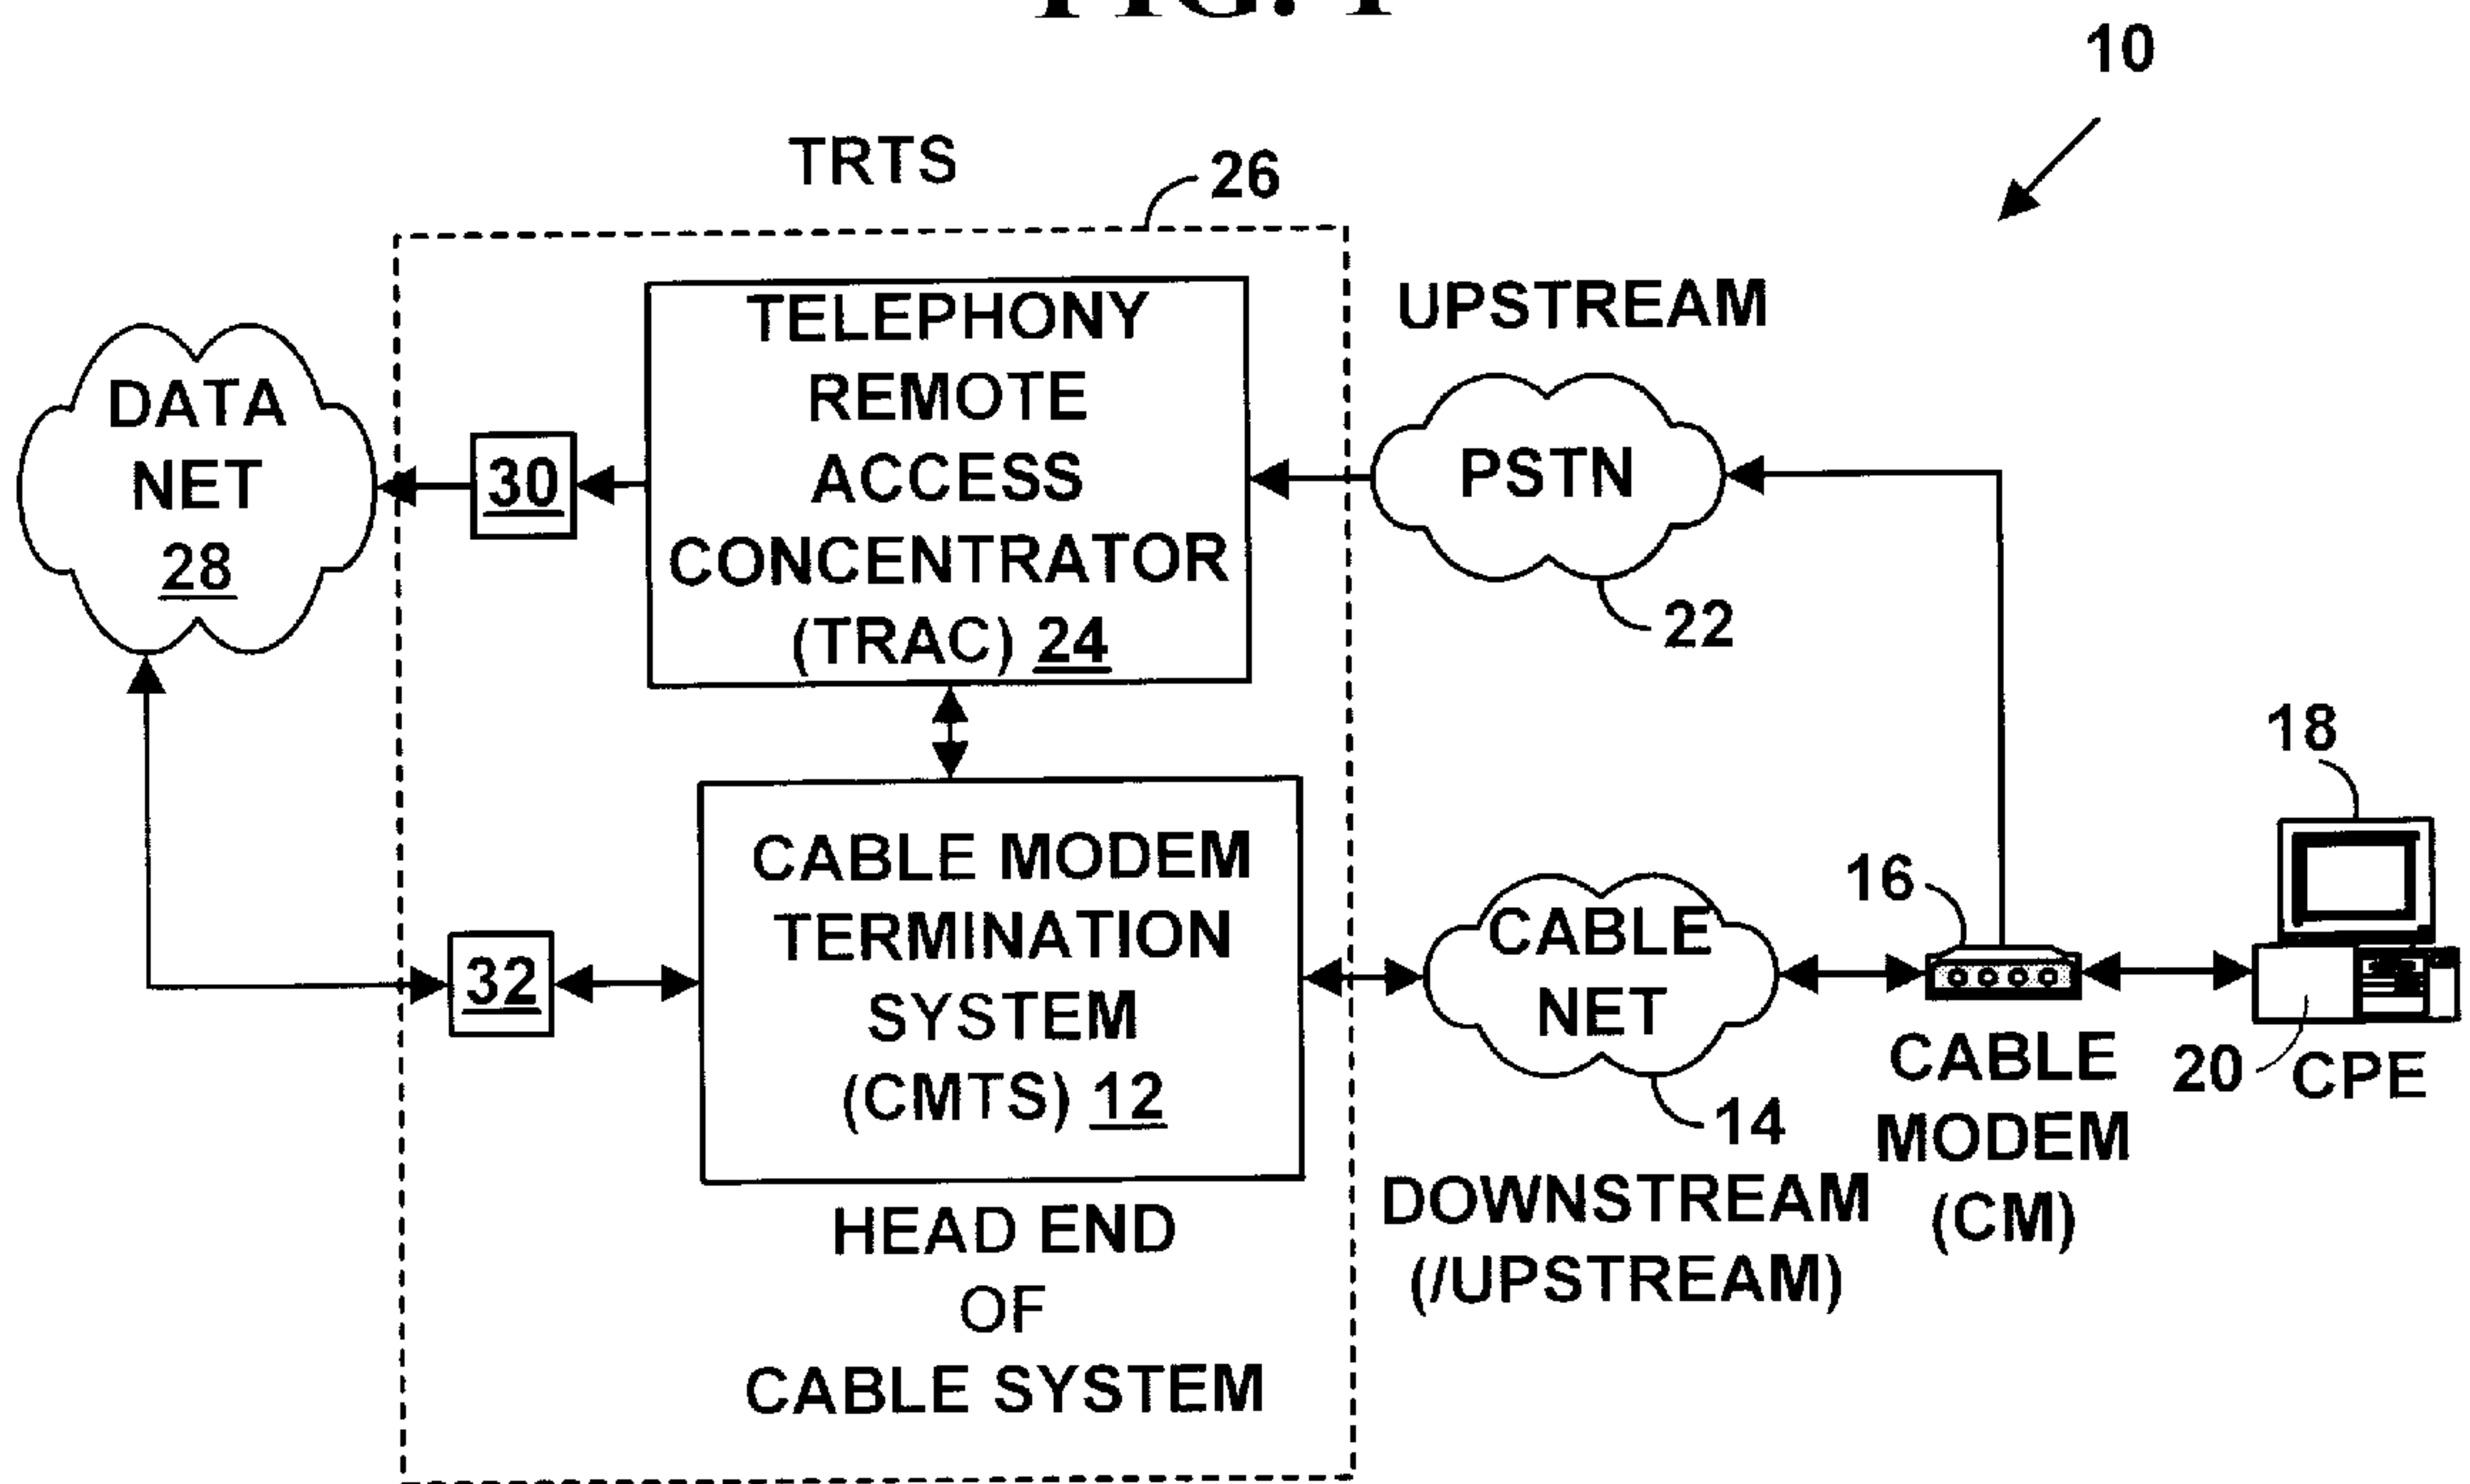 FIG. 1
10
TRTS
26
TELEPHONY
REMOTE
ACCESS
CONCENTRATOR
(TRAC) 24
UPSTREAM
PSTN
22
DATA
NET
28
30
18
CABLE MODEM
TERMINATION
SYSTEM
(CMTS) 12
32
CABLE
NET
14
16
20
CPE
CABLE
MODEM
(CM)
DOWNSTREAM
(/UPSTREAM)
HEAD END
OF
CABLE SYSTEM